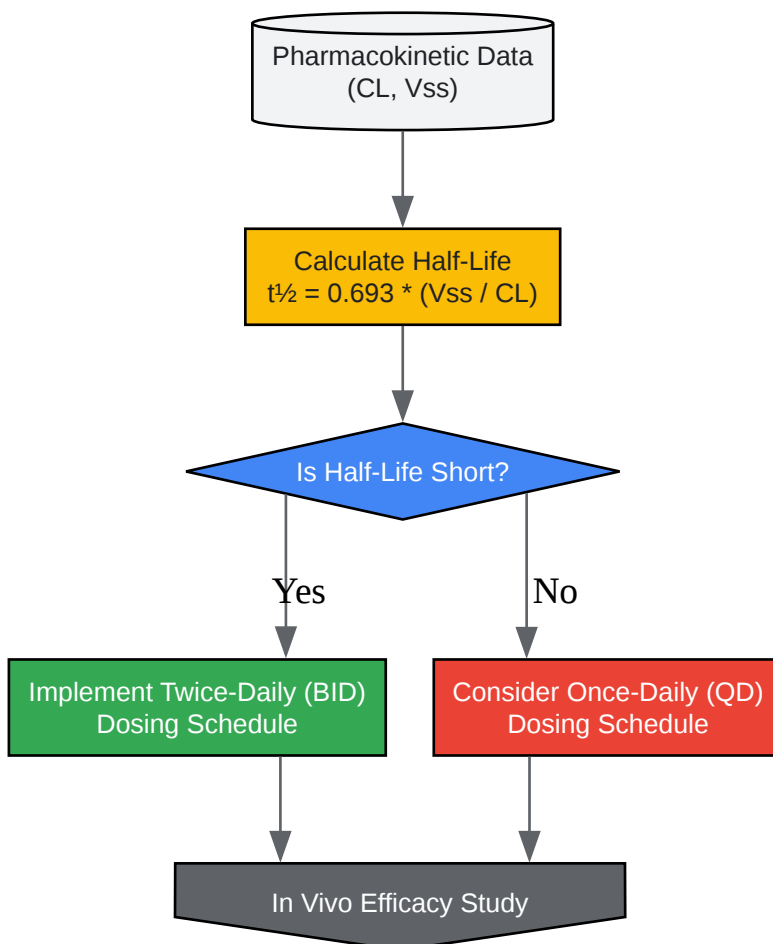 Pharmacokinetic Data
(CL, Vss)
Calculate Half-Life
t½ = 0.693 * (Vss / CL)
Is Half-Life Short?
Yes
No
Implement Twice-Daily (BID)
Dosing Schedule
Consider Once-Daily (QD)
Dosing Schedule
In Vivo Efficacy Study